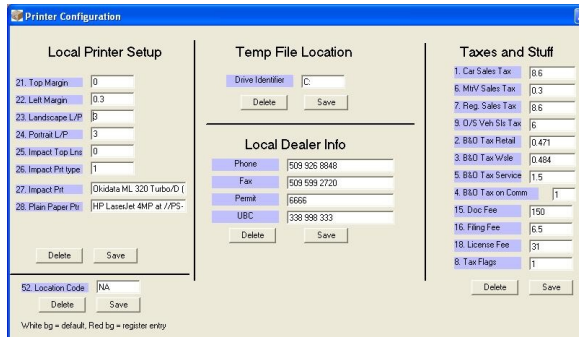 Printer Configuration
Local Printer Setup
21. Top Margin 0
22. Left Margin 0.3
23. Landscape L/P 3
24. Portrait L/P 3
25. Impact Top Lns 0
26. Impact Prt type 1
27. Impact Prt Okidata ML 320 Turbo/D (
28. Plain Paper Ptr HP LaserJet 4MP at //PS-
Delete Save
52. Location Code NA
Delete Save
White bg = default, Red bg = register entry
Temp File Location
Drive Identifier C:
Delete Save
Local Dealer Info
Phone 509 926 8848
Fax 509 599 2720
Permit 6666
UBC 338 998 333
Delete Save
Taxes and Stuff
1. Car Sales Tax 8.6
6. MtrV Sales Tax 0.3
7. Reg. Sales Tax 8.6
9. O/S Veh Sls Tax 6
2. B&O Tax Retail 0.471
3. B&O Tax Wsle 0.484
5. B&O Tax Service 1.5
4. B&O Tax on Comm 1
15. Doc Fee 150
16. Filing Fee 6.5
18. License Fee 31
8. Tax Flags 1
Delete Save